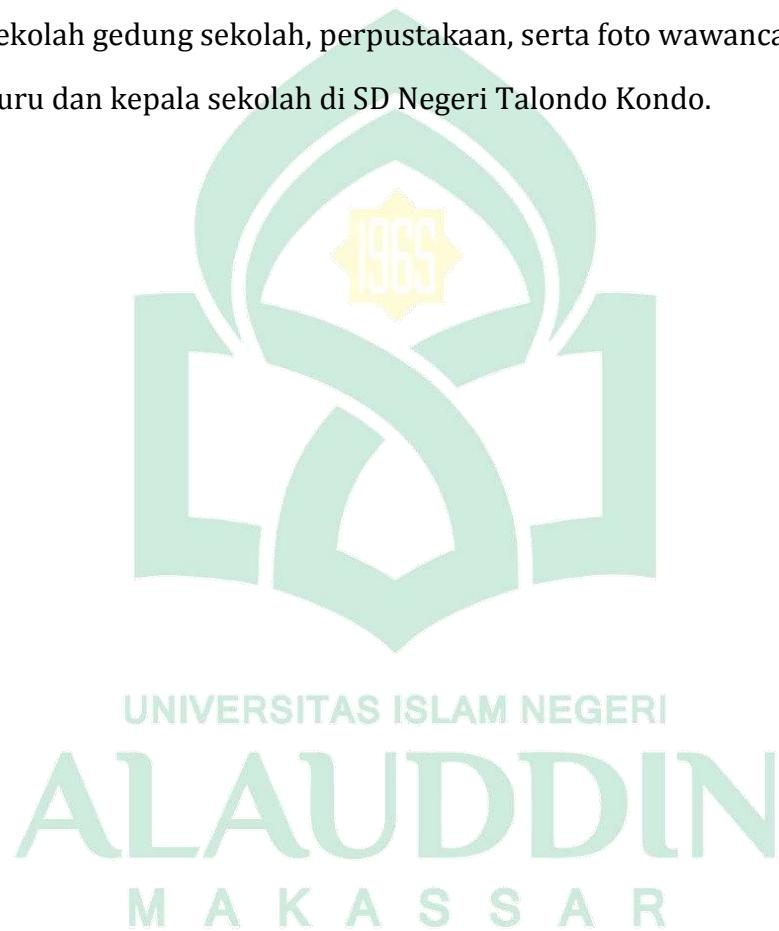 ekolah gedung sekolah, perpustakaan, serta foto wawanca
uru dan kepala sekolah di SD Negeri Talondo Kondo.
1965
UNIVERSITAS ISLAM NEGERI
ALAUDDIN
MAKASSAR